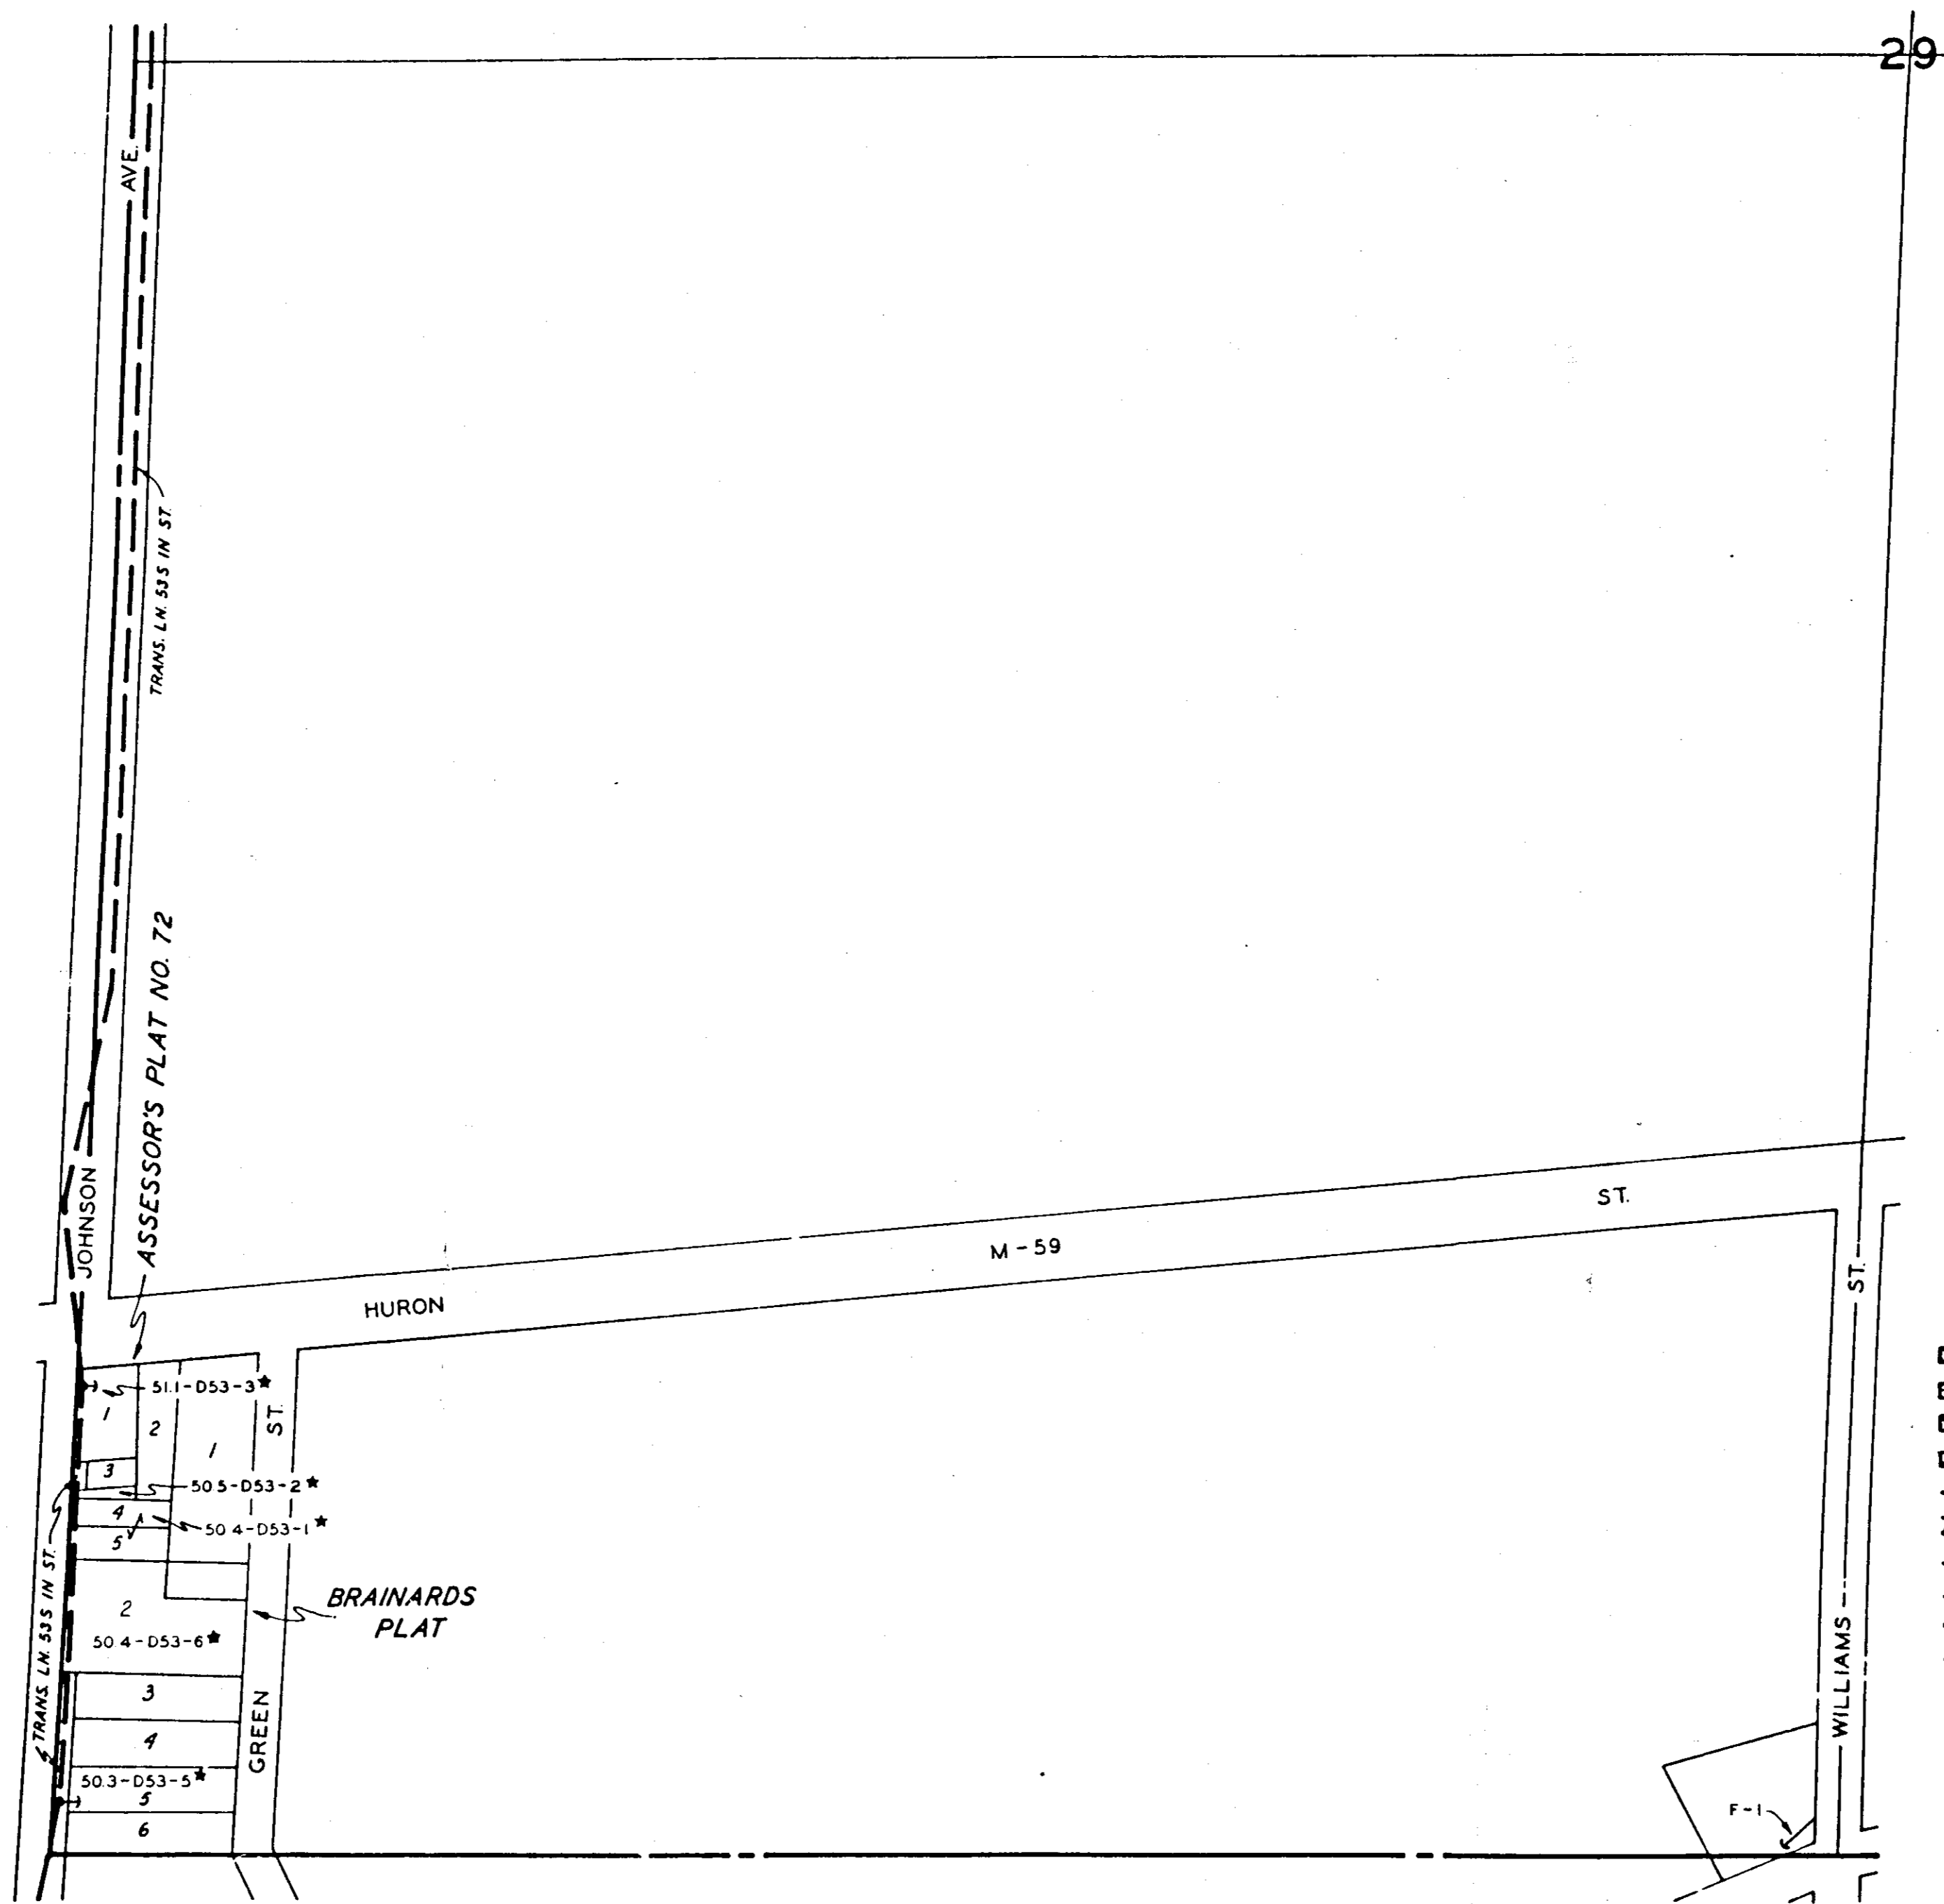 29
AVE.
TRANS. LN. 53S IN ST.
ASSESSOR'S PLAT NO. 72
JOHNSON
ST.
M-59
HURON
ST.
51.1-D53-3★
1
2
ST.
1
3
50.5-D53-2★
4
50.4-D53-1★
5
TRANS. LN. 53S IN ST.
BRAINARDS
PLAT
2
50.4-D53-6★
WILLIAMS
3
GREEN
4
50.3-D53-5★
5
F-1
6